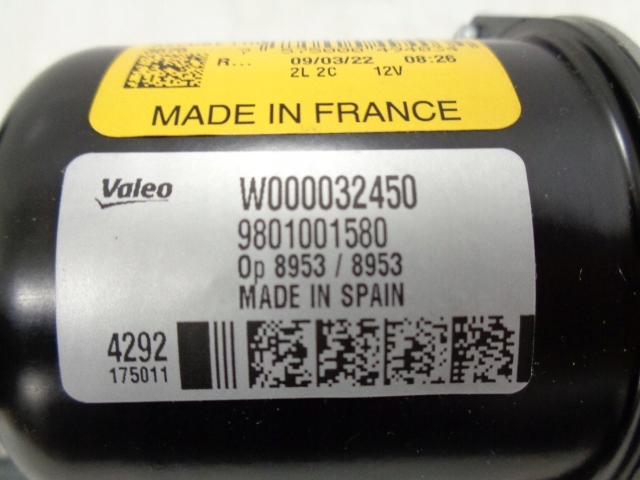 R... 09/03/22 08:26
2L 2C 12V
MADE IN FRANCE
Valeo
W000032450
9801001580
Op 8953 / 8953
MADE IN SPAIN
4292
175011